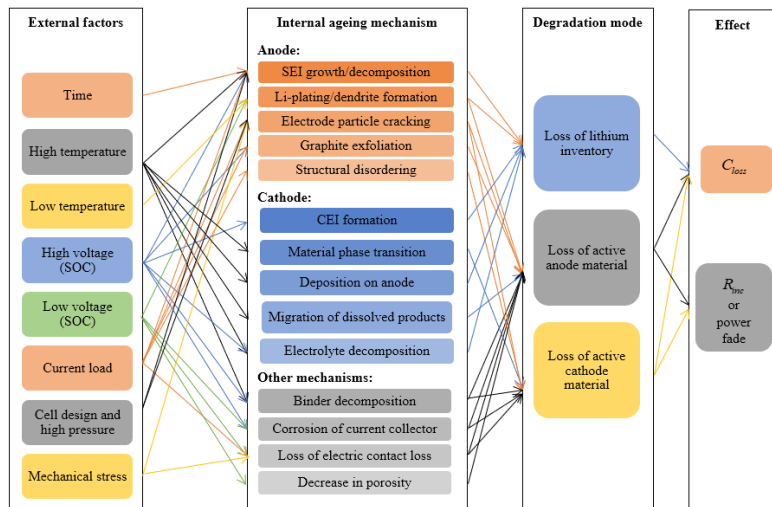 External factors
Time
High temperature
Low temperature
High voltage
(SOC)
Low voltage
(SOC)
Current load
Cell design and
high pressure
Mechanical stress
Internal ageing mechanism
Anode:
SEI growth/decomposition
Li-plating/dendrite formation
Electrode particle cracking
Graphite exfoliation
Structural disordering
Cathode:
CEI formation
Material phase transition
Deposition on anode
Migration of dissolved products
Electrolyte decomposition
Other mechanisms:
Binder decomposition
Corrosion of current collector
Loss of electric contact loss
Decrease in porosity
Degradation mode
Loss of lithium
inventory
Loss of active
anode material
Loss of active
cathode
material
Effect
C_loss
R_inc
or
power
fade